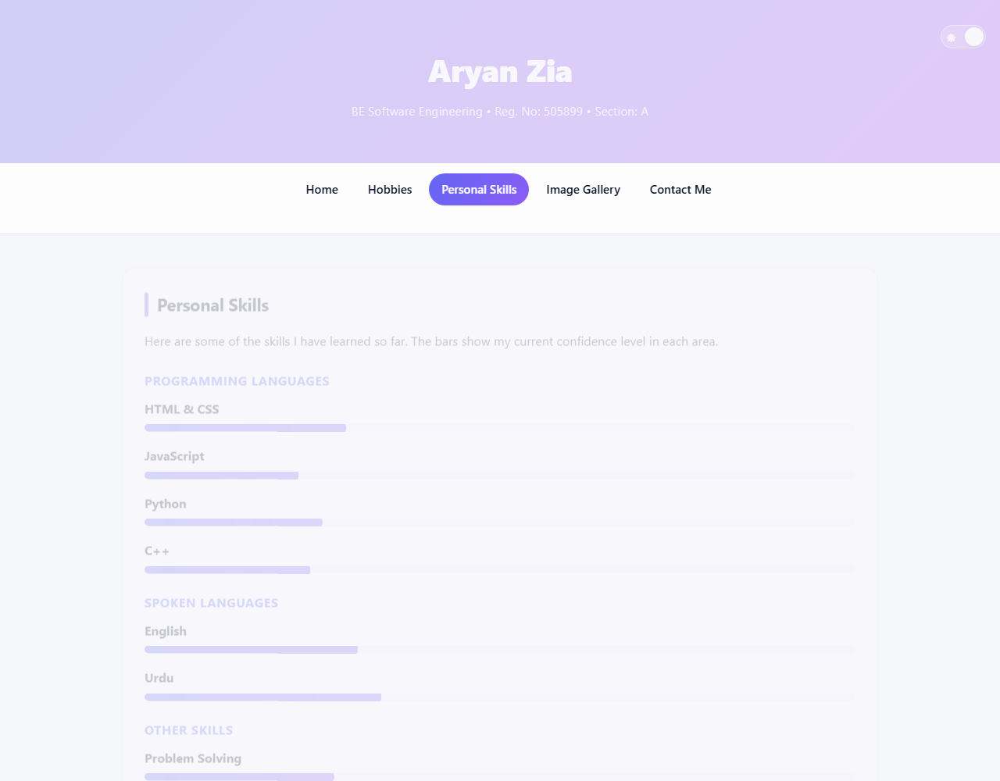 Aryan Zia
BE Software Engineering • Reg. No: 505899 • Section: A
Home Hobbies Personal Skills Image Gallery Contact Me
Personal Skills
Here are some of the skills I have learned so far. The bars show my current confidence level in each area.
PROGRAMMING LANGUAGES
HTML & CSS
JavaScript
Python
C++
SPOKEN LANGUAGES
English
Urdu
OTHER SKILLS
Problem Solving